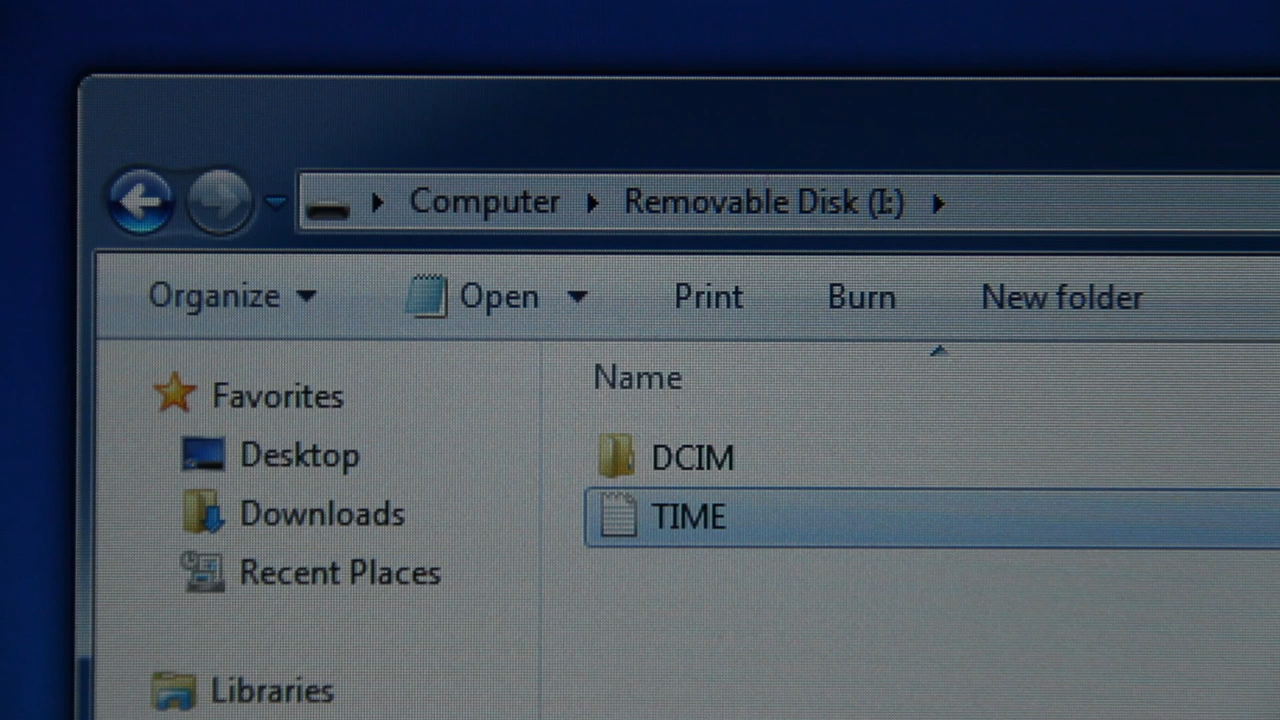 Computer Removable Disk (I:)
Organize Open Print Burn New folder
Favorites
Desktop
Downloads
Recent Places
Libraries
Name
DCIM
TIME